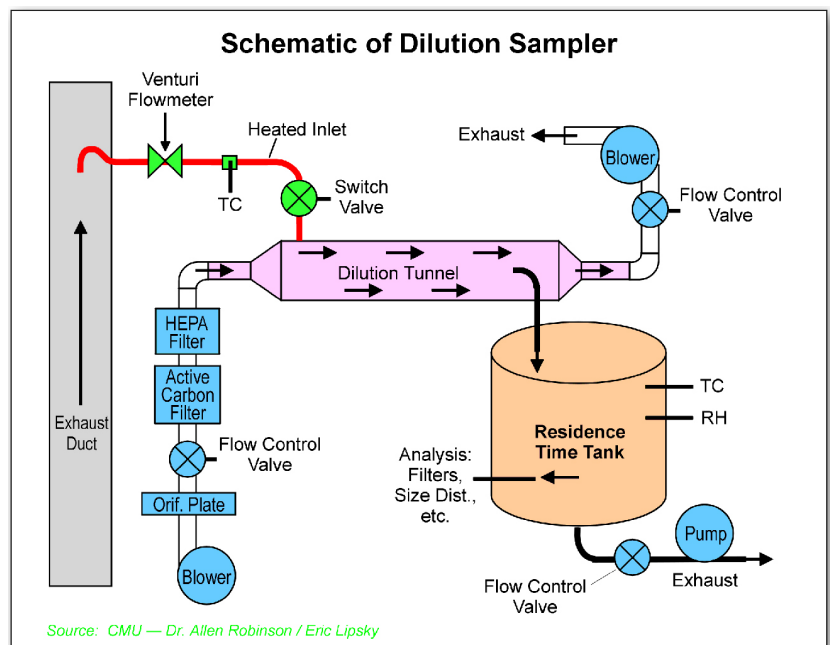 Schematic of Dilution Sampler
Venturi
Flowmeter
Heated Inlet
TC
Switch
Valve
Exhaust
Blower
Flow Control
Valve
Dilution Tunnel
HEPA
Filter
Active
Carbon
Filter
Exhaust
Duct
Flow Control
Valve
Orif. Plate
Blower
TC
RH
Residence
Time Tank
Analysis:
Filters,
Size Dist.,
etc.
Pump
Flow Control
Valve
Exhaust
Source: CMU — Dr. Allen Robinson / Eric Lipsky